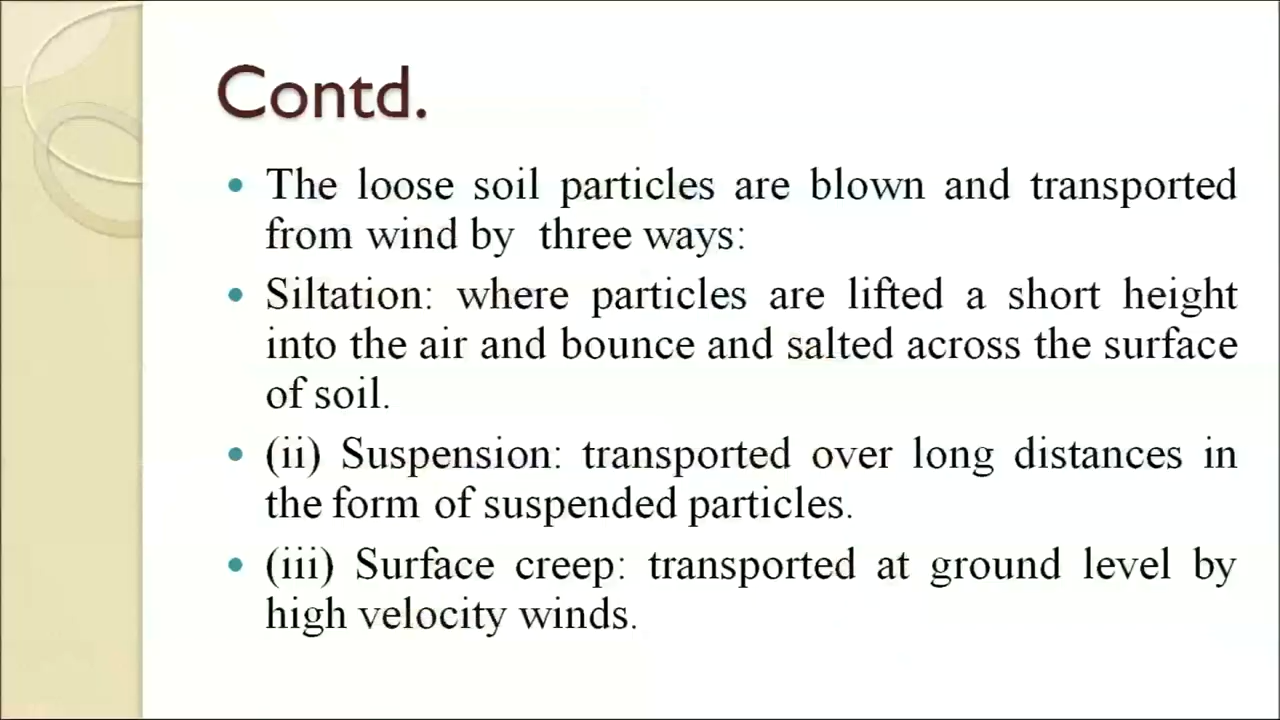 Contd.
• The loose soil particles are blown and transported
from wind by three ways:
• Siltation: where particles are lifted a short height
into the air and bounce and salted across the surface
of soil.
• (ii) Suspension: transported over long distances in
the form of suspended particles.
• (iii) Surface creep: transported at ground level by
high velocity winds.